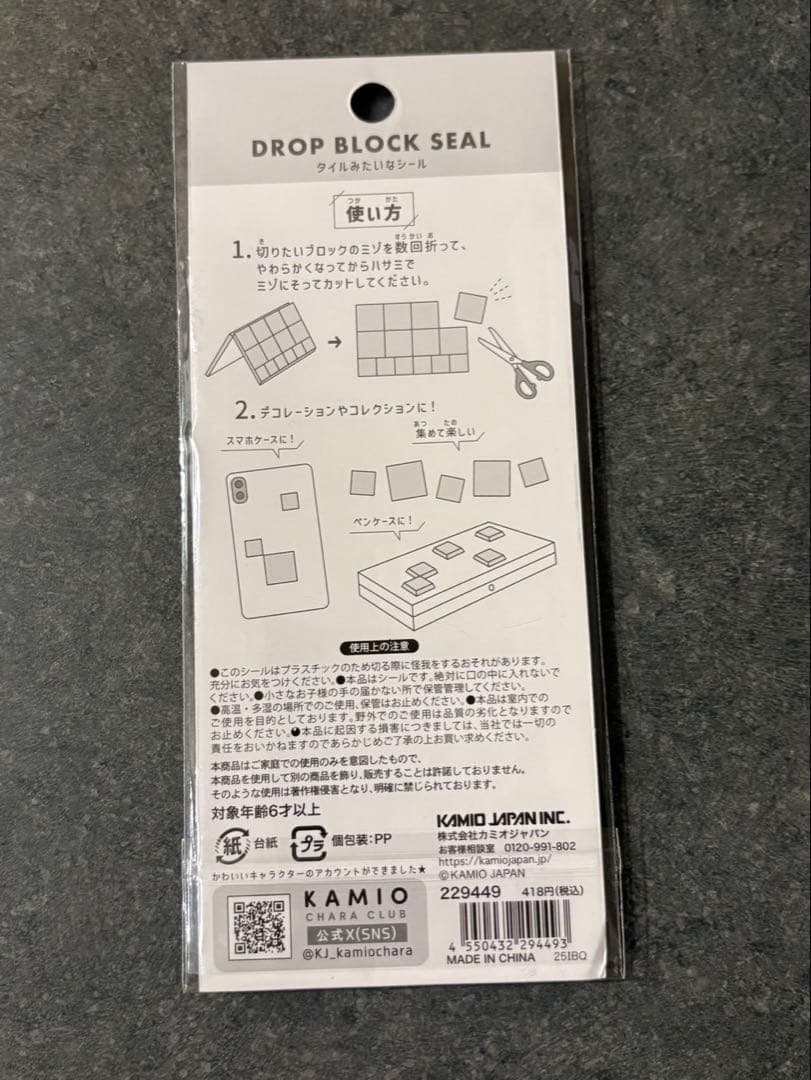 DROP BLOCK SEAL
タイルみたいなシール
つか かた
使い方
き すうかい お
1. 切りたいブロックのミゾを数回折って、
やわらかくなってからハサミで
ミゾにそってカットしてください。
2. デコレーションやコレクションに!
スマホケースに!
あつ たの
集めて楽しい
ペンケースに!
使用上の注意
●このシールはプラスチックのため切る際に怪我をするおそれがあります。
充分にお気をつけください。●本品はシールです。絶対に口の中に入れないで
ください。●小さなお子様の手の届かない所で保管管理してください。
●高温・多湿の場所でのご使用、保管はお止めください。●本品は室内での
ご使用を目的としております。野外でのご使用は品質の劣化となりますので
お止めください。●本品に起因する損害につきましては、当社では一切の
責任をおいかねますのであらかじめご了承の上お買い求めください。
本商品はご家庭での使用のみを意図したもので、
本商品を使用して別の商品を飾り、販売することは許諾しておりません。
そのような使用は著作権侵害となり、明確に禁じられております。
対象年齢6才以上
紙 台紙 プラ 個包装:PP
KAMIO JAPAN INC.
株式会社カミオジャパン
お客様相談室 0120-991-802
https://kamiojapan.jp/
©KAMIO JAPAN
かわいいキャラクターのアカウントができました★
KAMIO
CHARA CLUB
公式X(SNS)
@KJ_kamiochara
229449 418円(税込)
4 550432 294493
MADE IN CHINA 25IBQ